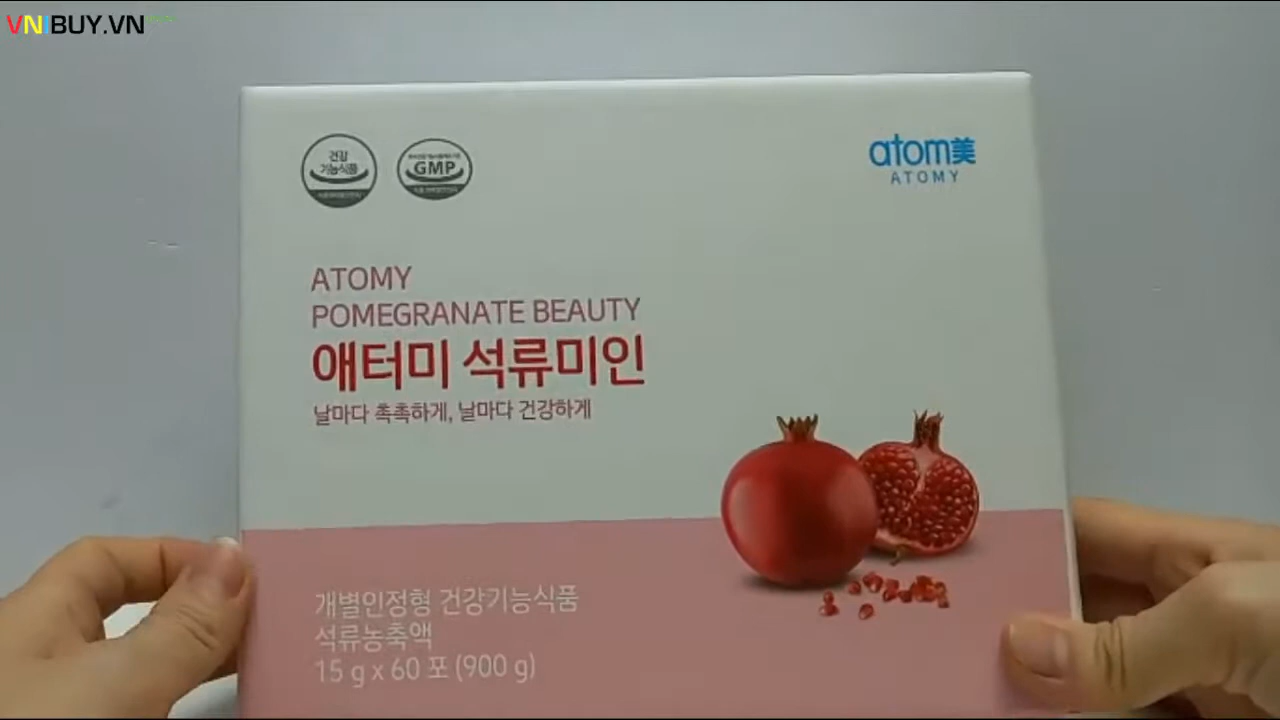 VNIBUY.VN
건강
기능식품
GMP
atom美
ATOMY
ATOMY
POMEGRANATE BEAUTY
애터미 석류미인
날마다 촉촉하게, 날마다 건강하게
개별인정형 건강기능식품
석류농축액
15 g x 60 포 (900 g)